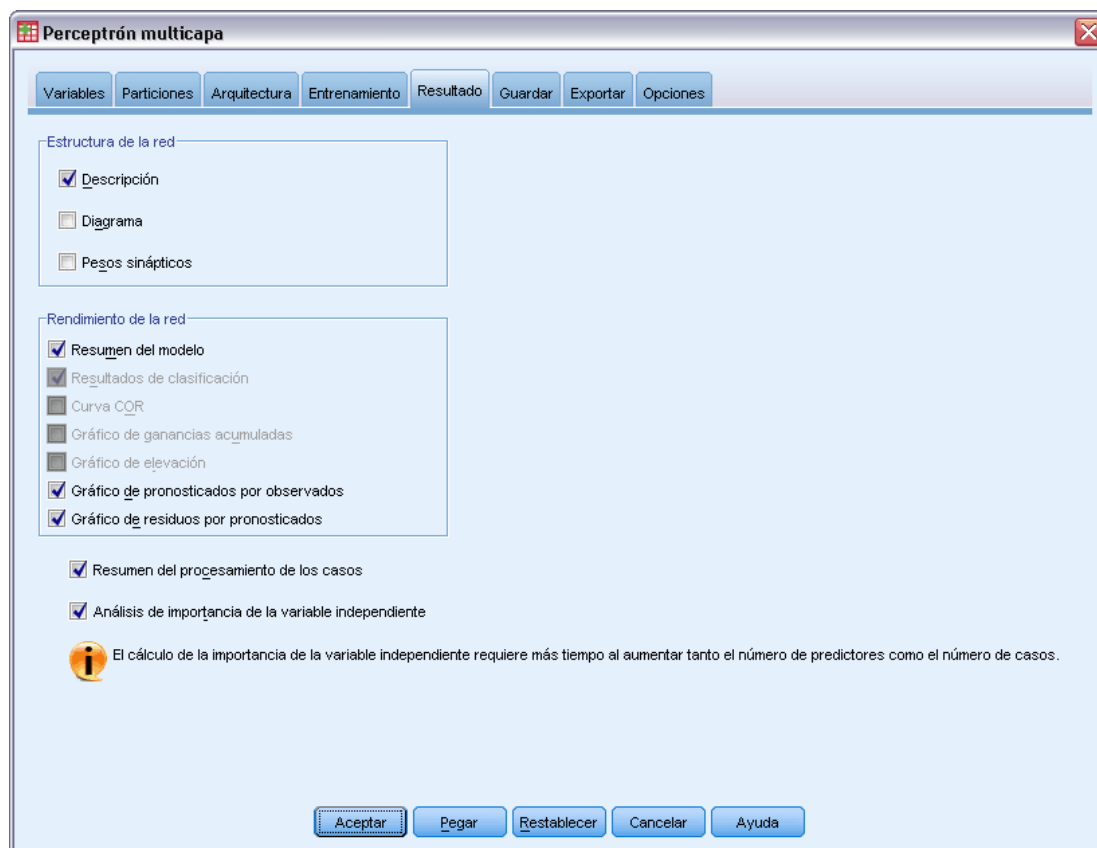 Perceptrón multicapa
Variables Particiones Arquitectura Entrenamiento Resultado Guardar Exportar Opciones
Estructura de la red
Descripción
Diagrama
Pesos sinápticos
Rendimiento de la red
Resumen del modelo
Resultados de clasificación
Curva COR
Gráfico de ganancias acumuladas
Gráfico de elevación
Gráfico de pronosticados por observados
Gráfico de residuos por pronosticados
Resumen del procesamiento de los casos
Análisis de importancia de la variable independiente
El cálculo de la importancia de la variable independiente requiere más tiempo al aumentar tanto el número de predictores como el número de casos.
Aceptar Pegar Restablecer Cancelar Ayuda